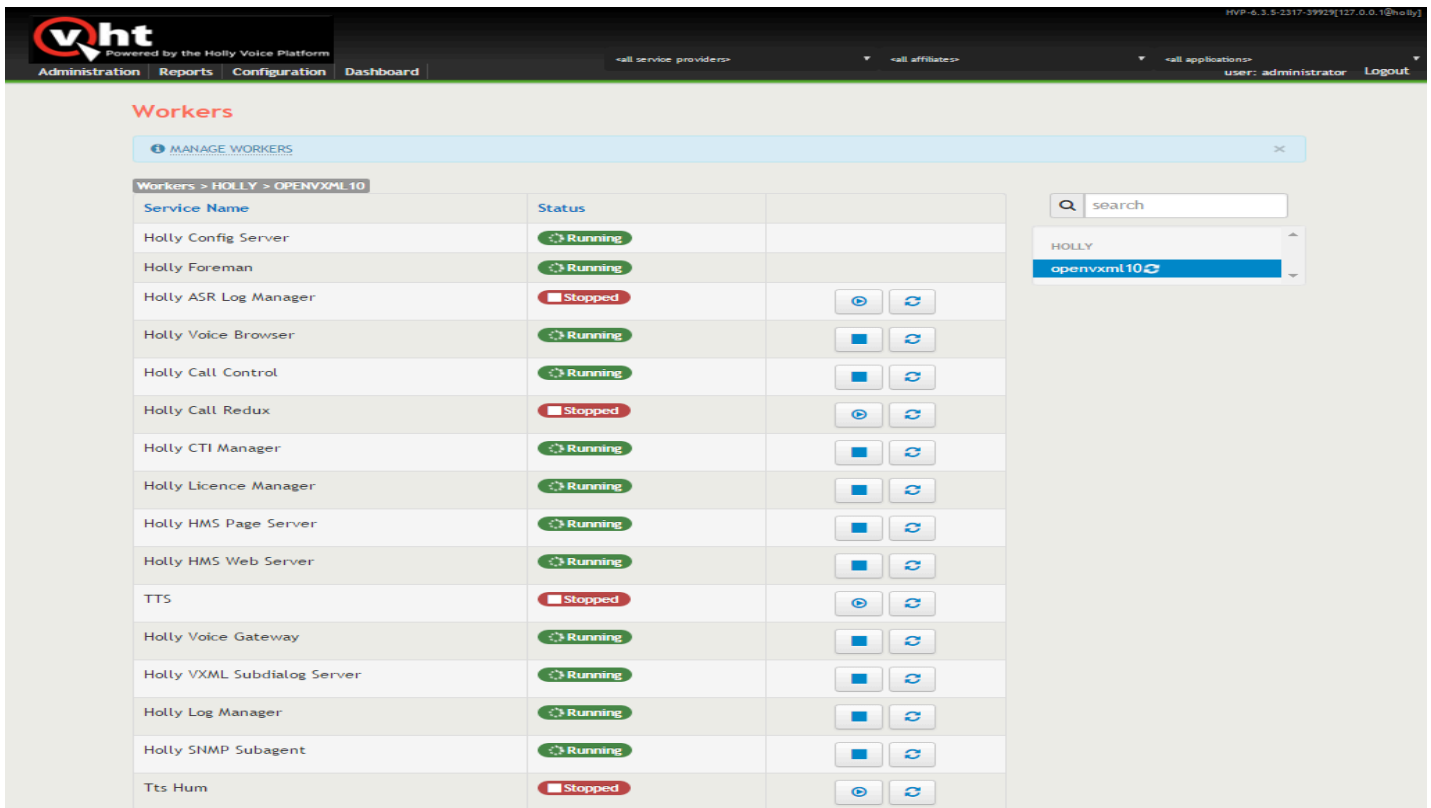 HVP-6.3.5-2317-39929[127.0.0.1@holly]
vht
Powered by the Holly Voice Platform
<all service providers> <all affiliates> <all applications>
Administration Reports Configuration Dashboard user: administrator Logout
Workers
MANAGE WORKERS
Workers > HOLLY > OPENVXML10
Service Name Status
search
Holly Config Server Running
HOLLY
Holly Foreman Running
openvxml10
Holly ASR Log Manager Stopped
Holly Voice Browser Running
Holly Call Control Running
Holly Call Redux Stopped
Holly CTI Manager Running
Holly Licence Manager Running
Holly HMS Page Server Running
Holly HMS Web Server Running
TTS Stopped
Holly Voice Gateway Running
Holly VXML Subdialog Server Running
Holly Log Manager Running
Holly SNMP Subagent Running
Tts Hum Stopped